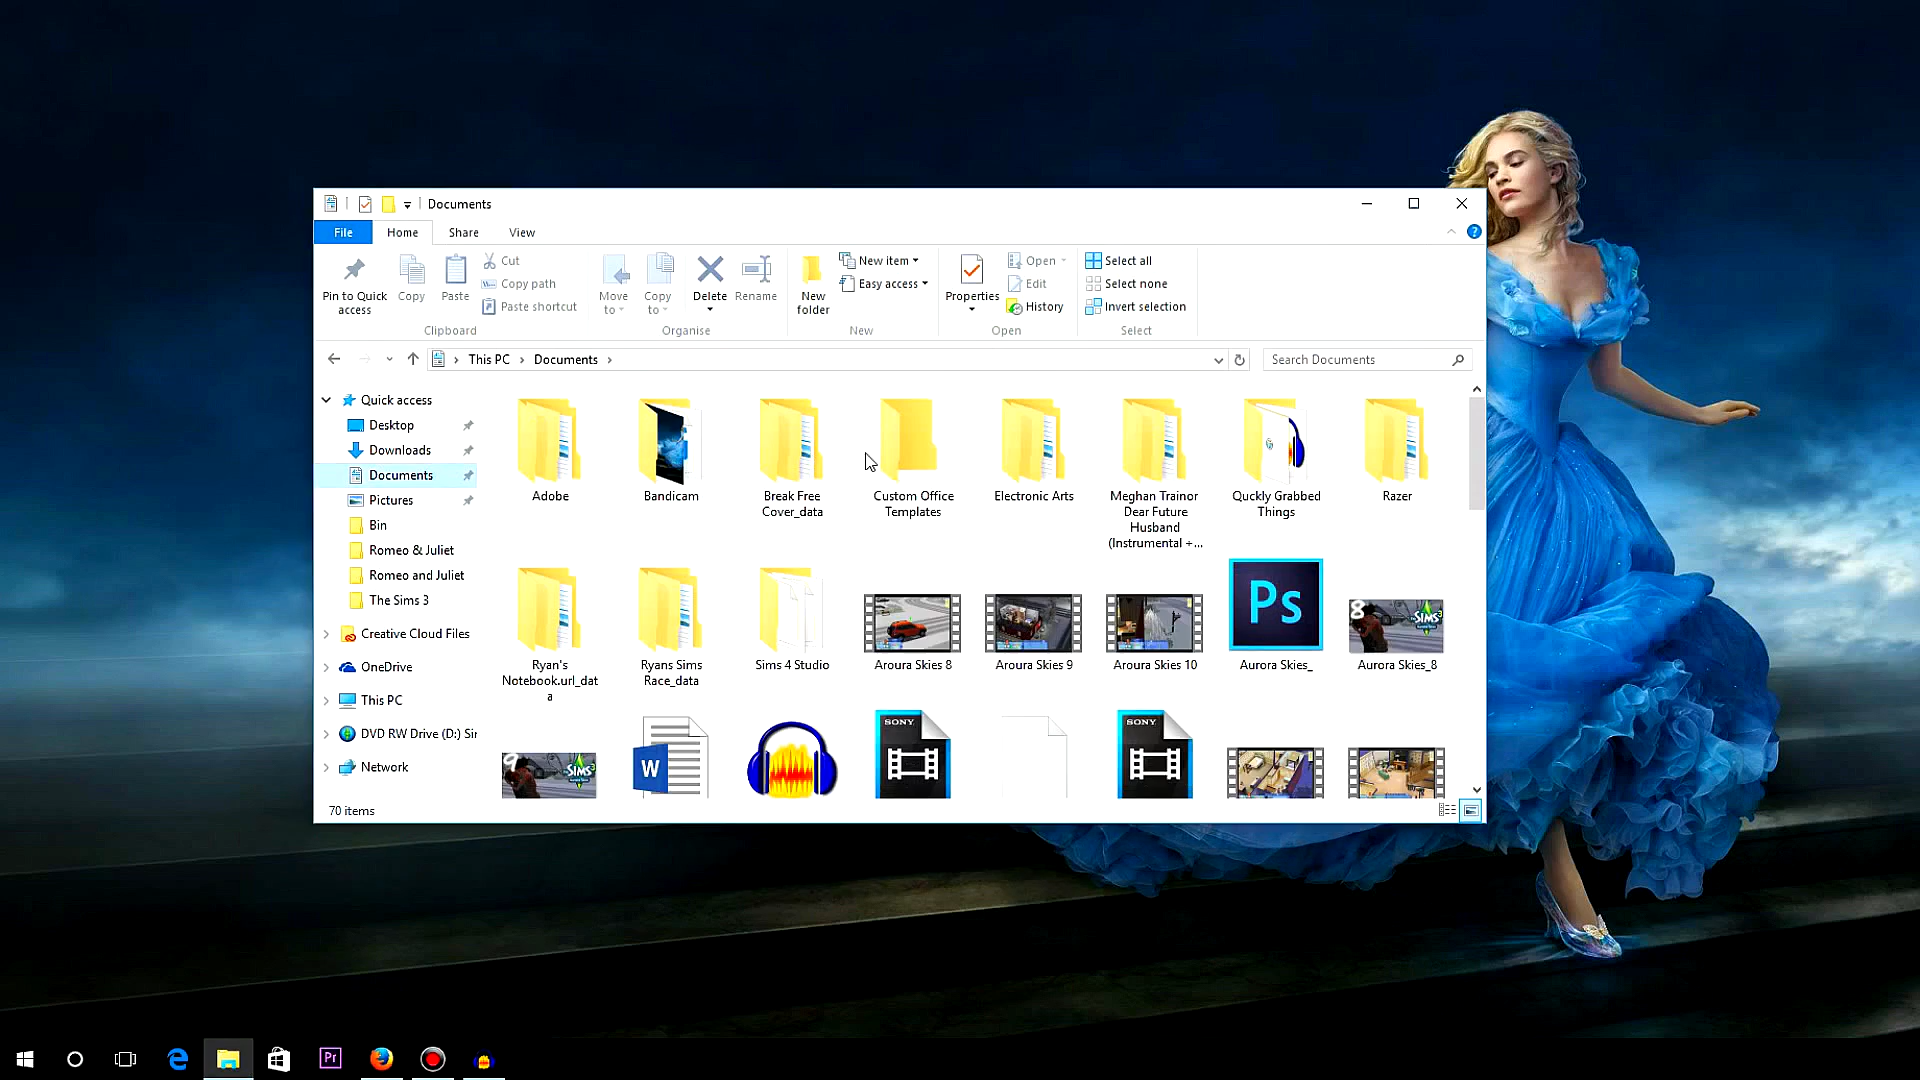 Documents
File Home Share View
Pin to Quick access
Copy
Paste
Cut
Copy path
Paste shortcut
Clipboard
Move to
Copy to
Delete
Rename
Organise
New folder
New item
Easy access
New
Properties
Open
Edit
History
Open
Select all
Select none
Invert selection
Select
This PC Documents
Search Documents
Quick access
Desktop
Downloads
Documents
Pictures
Bin
Romeo & Juliet
Romeo and Juliet
The Sims 3
Creative Cloud Files
OneDrive
This PC
DVD RW Drive (D:) Sir
Network
Adobe
Bandicam
Break Free
Cover_data
Custom Office
Templates
Electronic Arts
Meghan Trainor
Dear Future
Husband
(Instrumental +...
Quckly Grabbed
Things
Razer
Ryan's
Notebook.url_dat
a
Ryans Sims
Race_data
Sims 4 Studio
Aroura Skies 8
Aroura Skies 9
Aroura Skies 10
Ps
Aurora Skies_
8
SIMS
Aurora Skies_8
9
SIMS
W
SONY
SONY
70 items
Pr